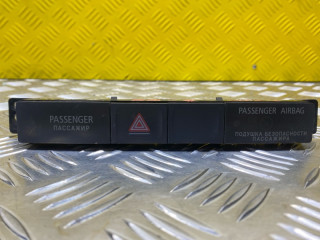 PASSENGER
ПАССАЖИР
PASSENGER AIRBAG
ПОДУШКА БЕЗОПАСНОСТИ
ПАССАЖИРА